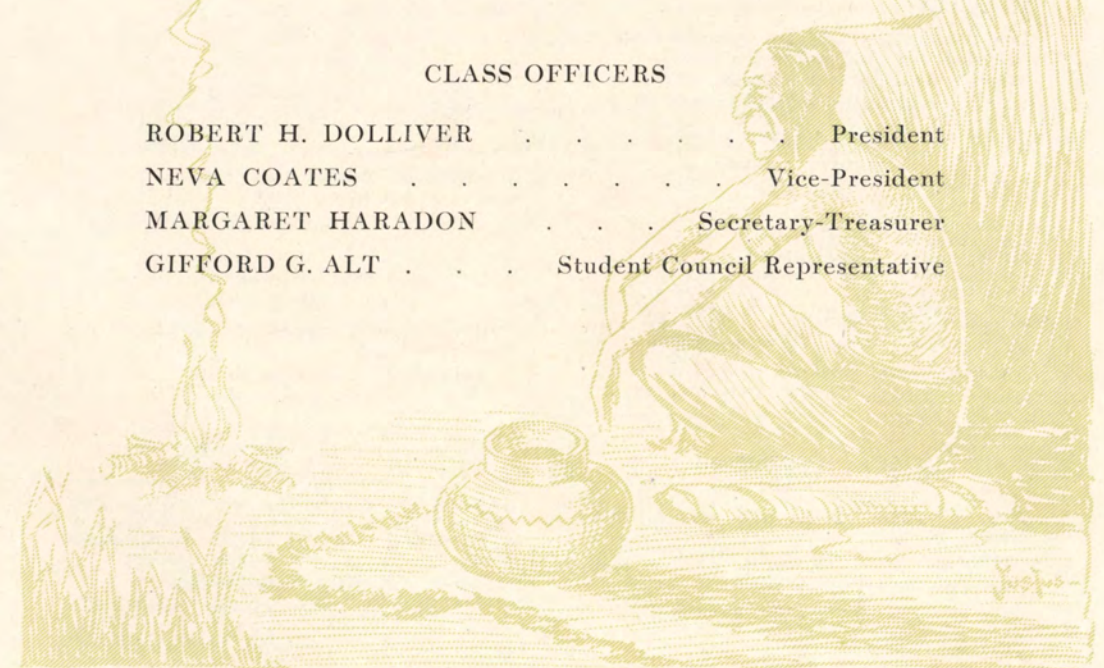 CLASS OFFICERS
ROBERT H. DOLLIVER . . . . . . President
NEVA COATES . . . . . . . Vice-President
MARGARET HARADON . . . Secretary-Treasurer
GIFFORD G. ALT . . . Student Council Representative
Justus-